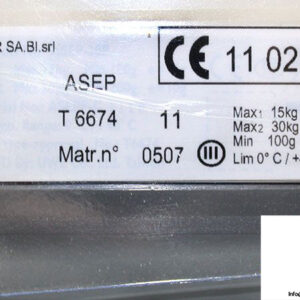 R SA.BI.srl
ASEP
T 6674 11
Matr.n° 0507 III
CE 11 02
Max1 15kg
Max2 30kg
Min 100g
Lim 0° C / +